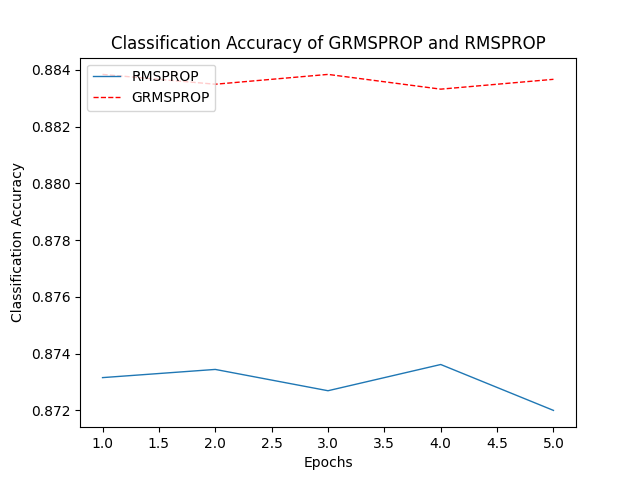 Classification Accuracy of GRMSPROP and RMSPROP
RMSPROP
GRMSPROP
Classification Accuracy
0.884
0.882
0.880
0.878
0.876
0.874
0.872
1.0 1.5 2.0 2.5 3.0 3.5 4.0 4.5 5.0
Epochs